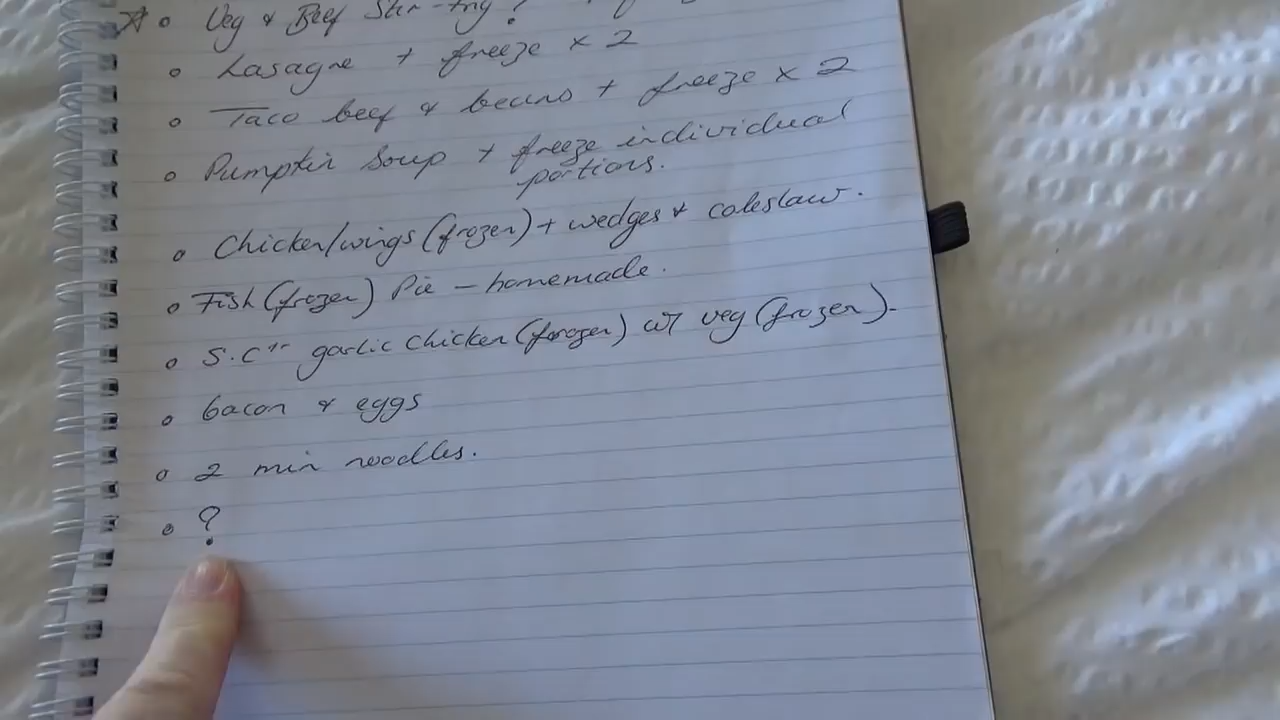 Veg & Beef Stir-fry?
Lasagne + freeze x 2
Taco beef & beans + freeze x 2
Pumpkin Soup + freeze individual
portions.
Chicken/wings (frozen) + wedges & coleslaw.
Fish (frozen) Pie - homemade.
garlic chicken (frozen) w/ veg (frozen).
bacon & eggs
2 min noodles.
?